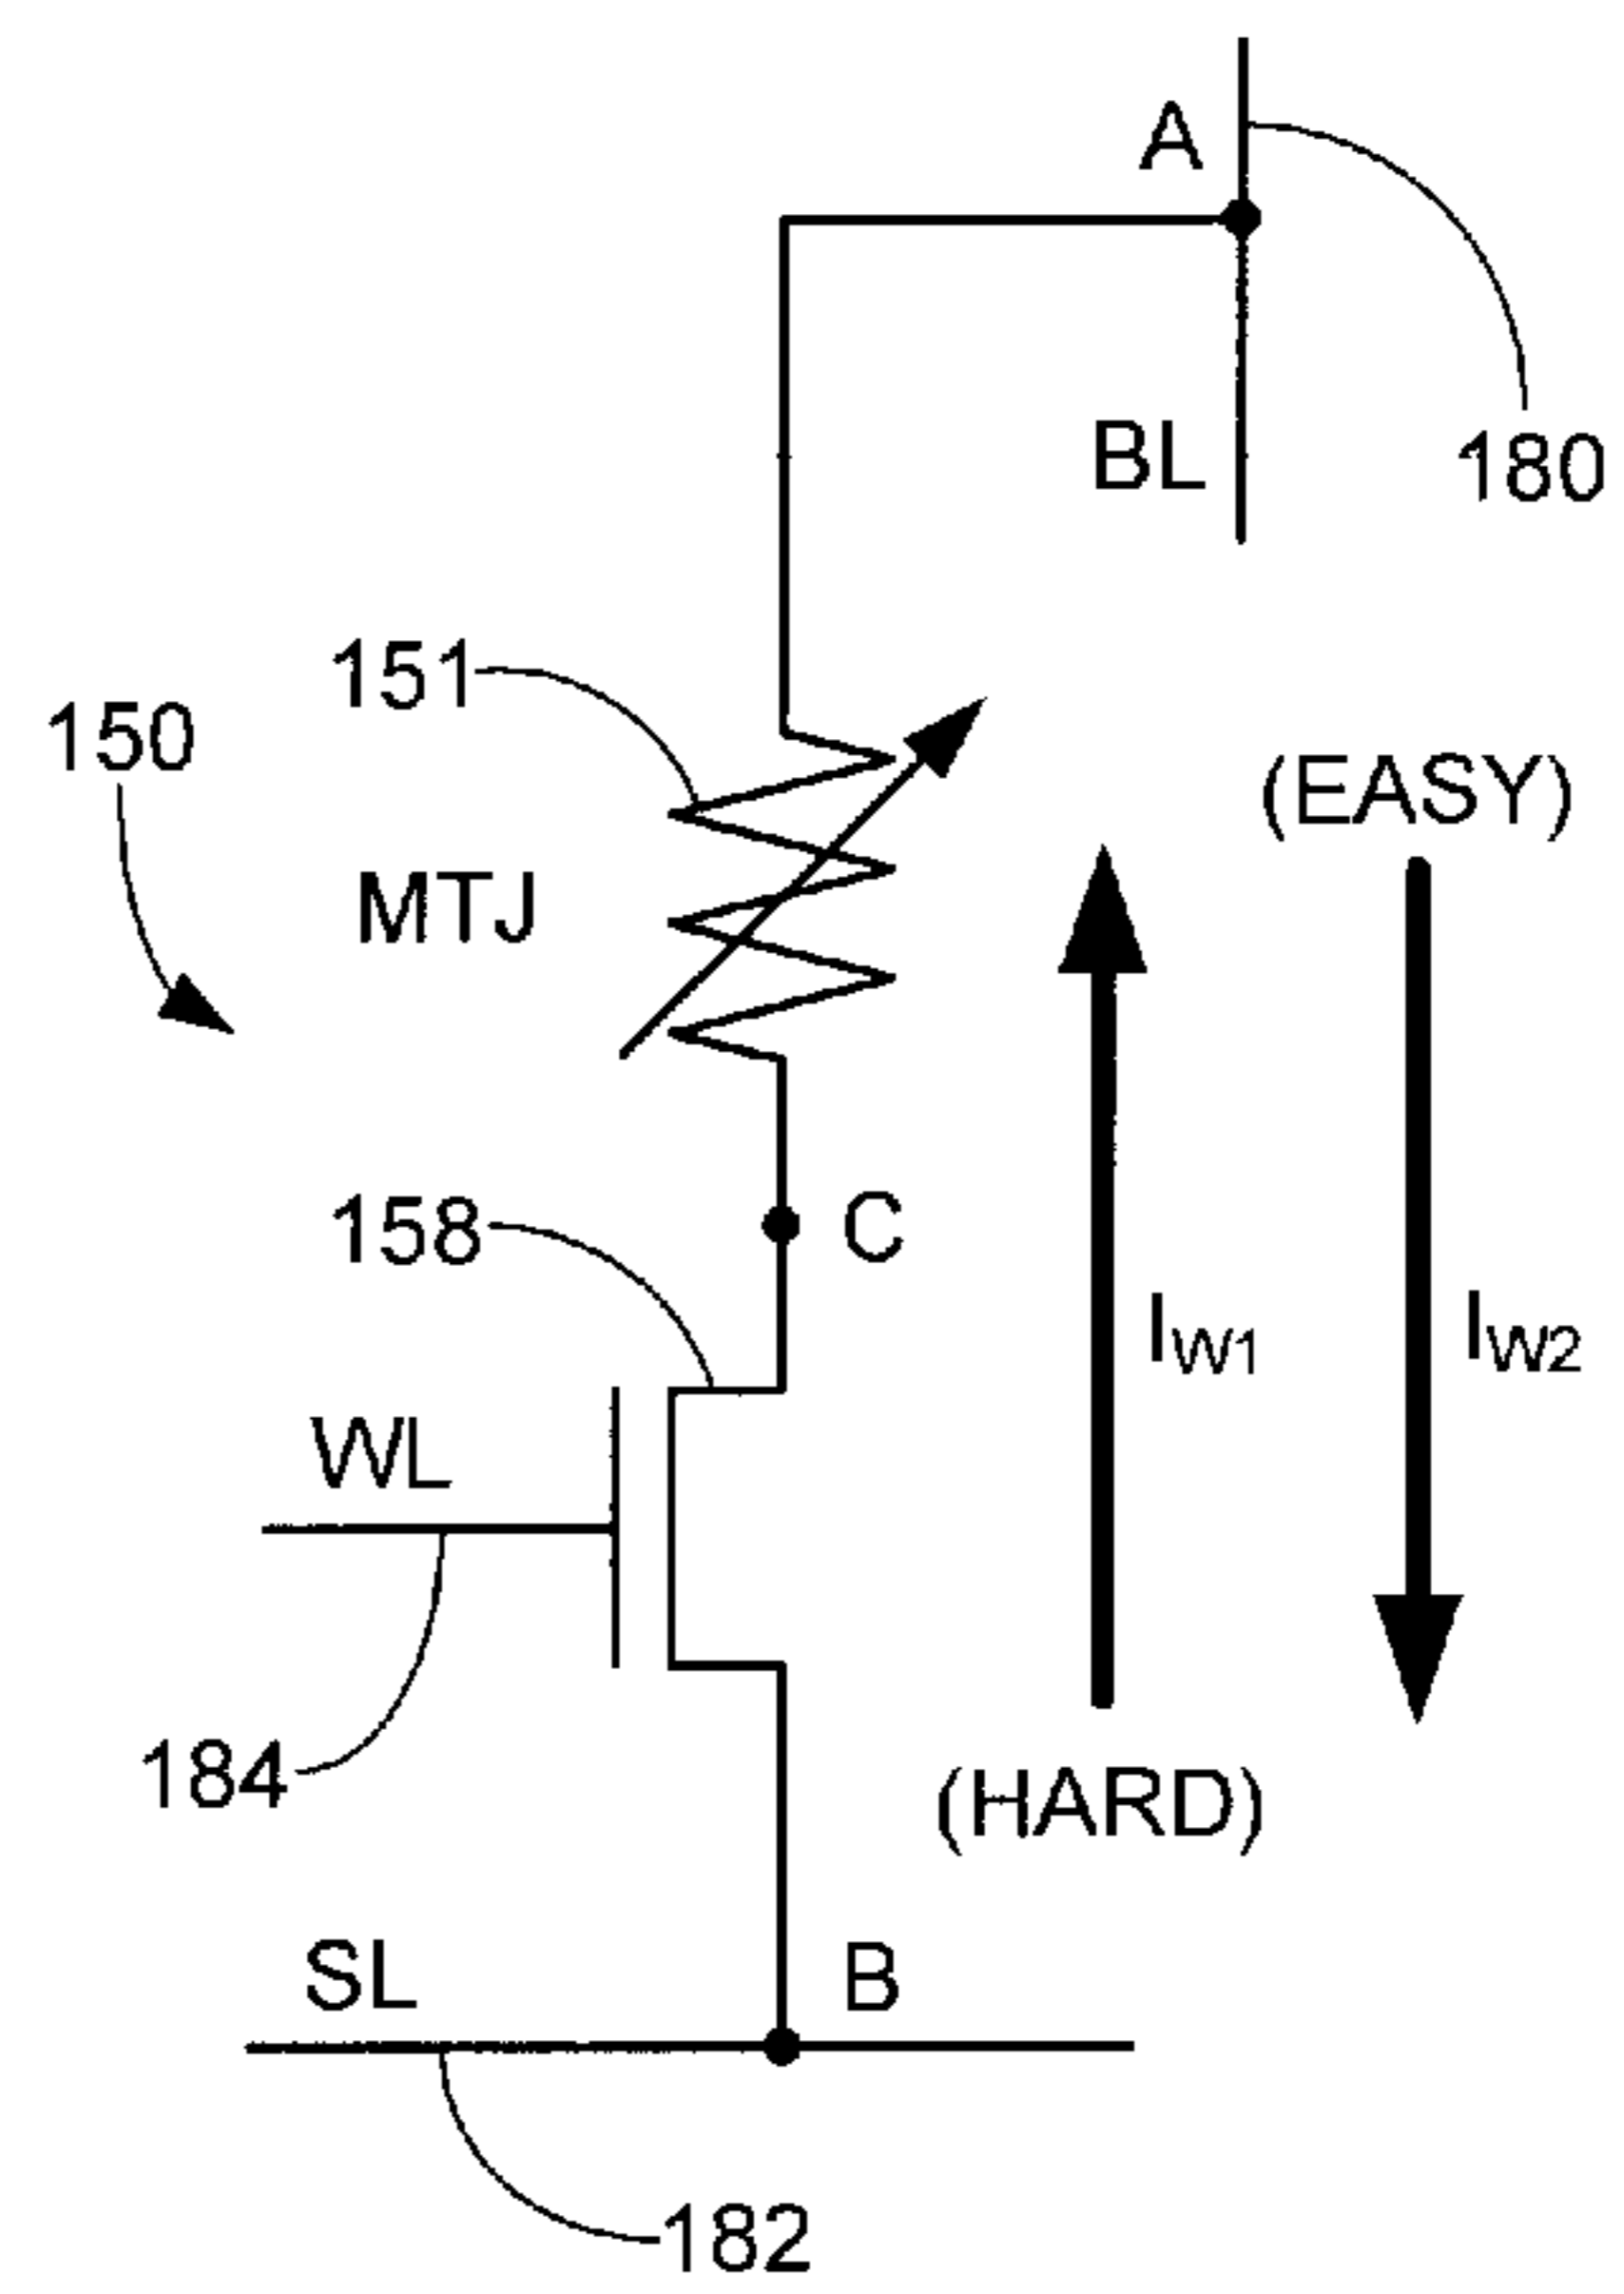 A
BL
180
151
150
MTJ
(EASY)
158
C
IW1
IW2
WL
184
(HARD)
SL
B
182